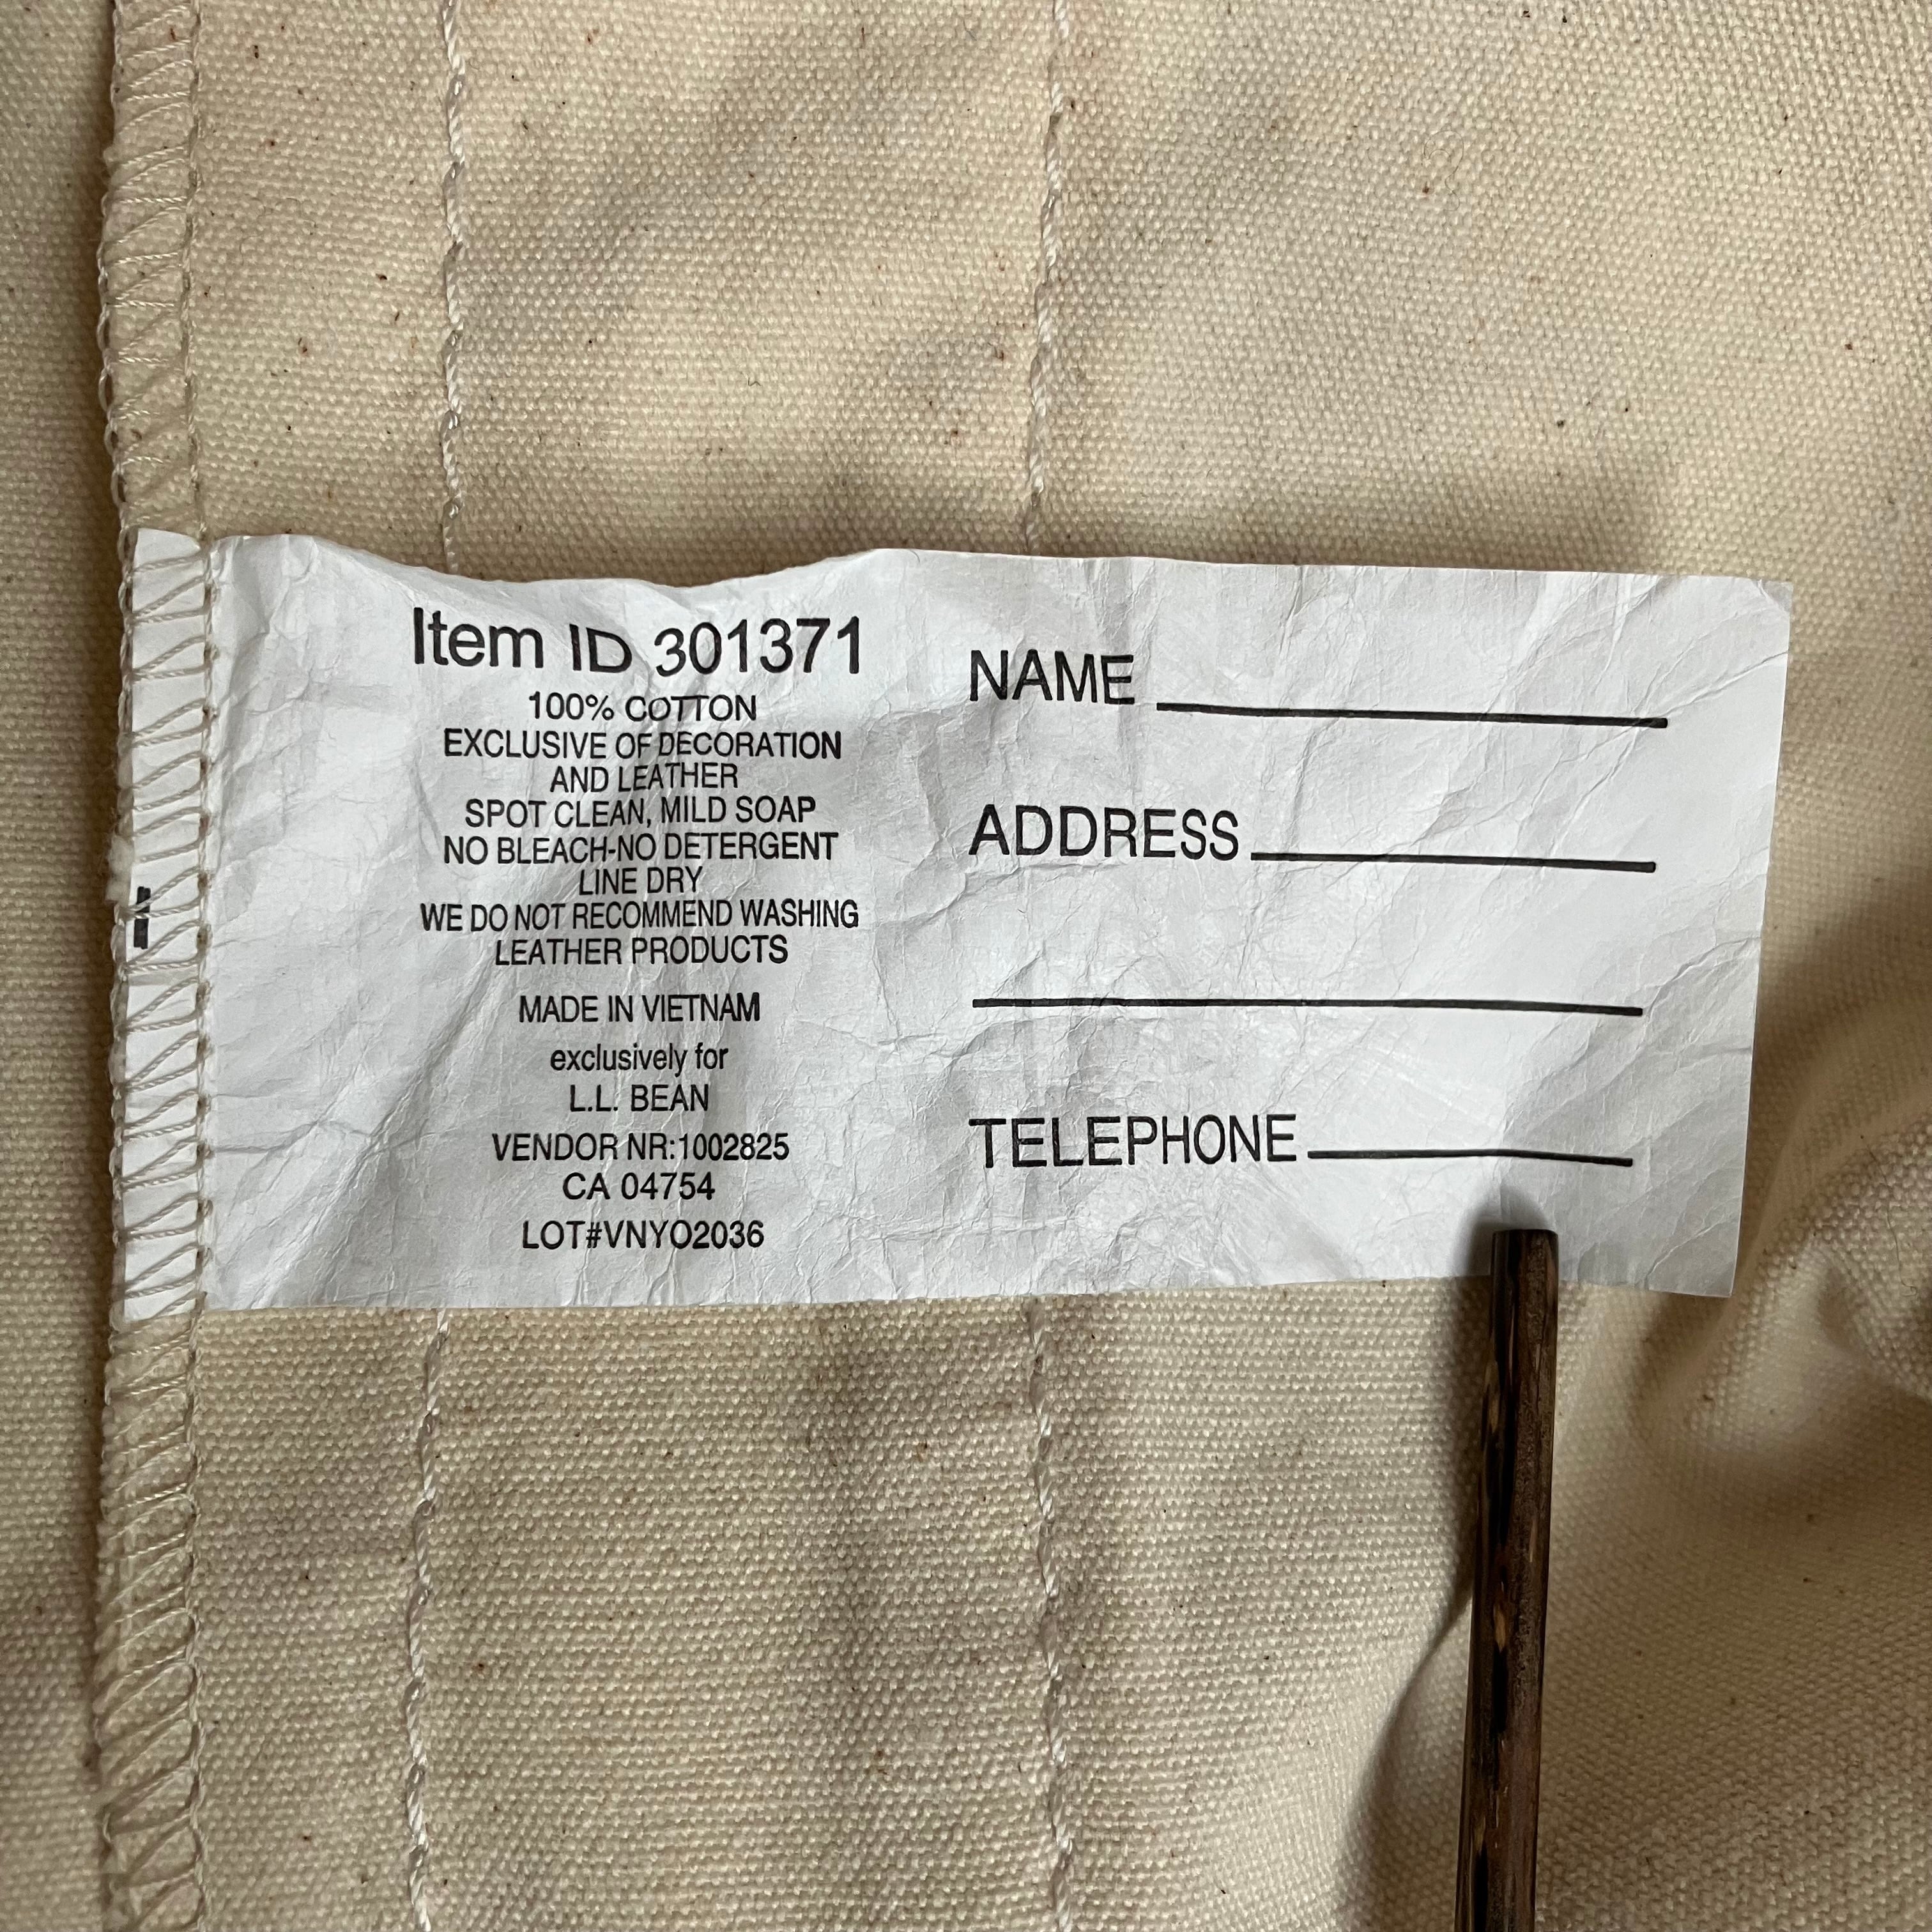 Item ID 301371
100% COTTON
EXCLUSIVE OF DECORATION
AND LEATHER
SPOT CLEAN, MILD SOAP
NO BLEACH-NO DETERGENT
LINE DRY
WE DO NOT RECOMMEND WASHING
LEATHER PRODUCTS
MADE IN VIETNAM
exclusively for
L.L. BEAN
VENDOR NR:1002825
CA 04754
LOT#VNYO2036
NAME
ADDRESS
TELEPHONE